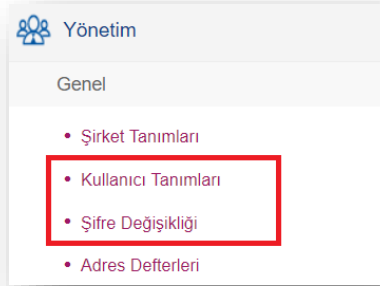 Yönetim
Genel
Şirket Tanımları
Kullanıcı Tanımları
Şifre Değişikliği
Adres Defterleri